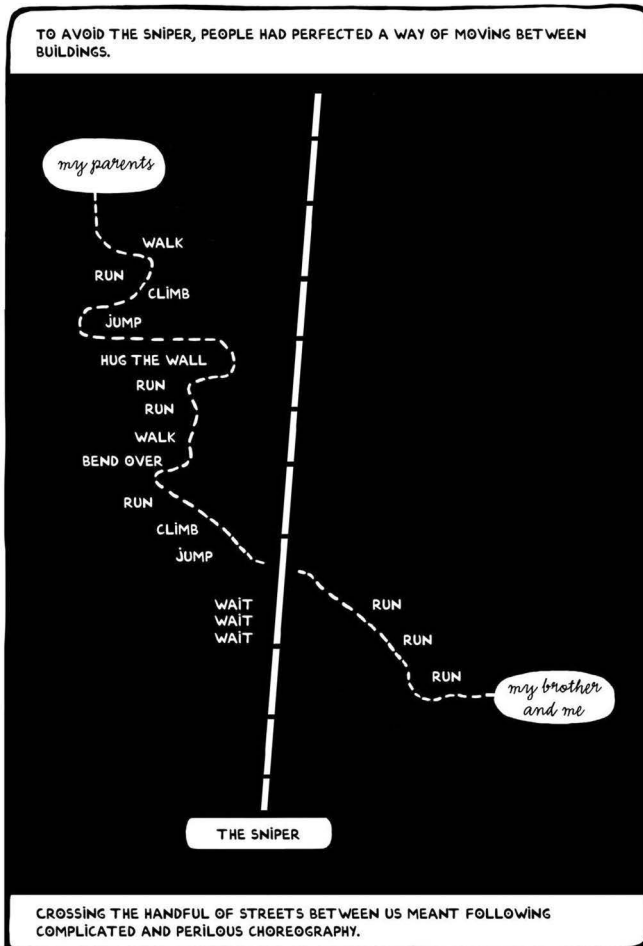 TO AVOID THE SNIPER, PEOPLE HAD PERFECTED A WAY OF MOVING BETWEEN
BUILDINGS.
my parents
WALK
RUN
CLIMB
JUMP
HUG THE WALL
RUN
RUN
WALK
BEND OVER
RUN
CLIMB
JUMP
WAIT
WAIT
WAIT
RUN
RUN
RUN
my brother
and me
THE SNIPER
CROSSING THE HANDFUL OF STREETS BETWEEN US MEANT FOLLOWING
COMPLICATED AND PERILOUS CHOREOGRAPHY.